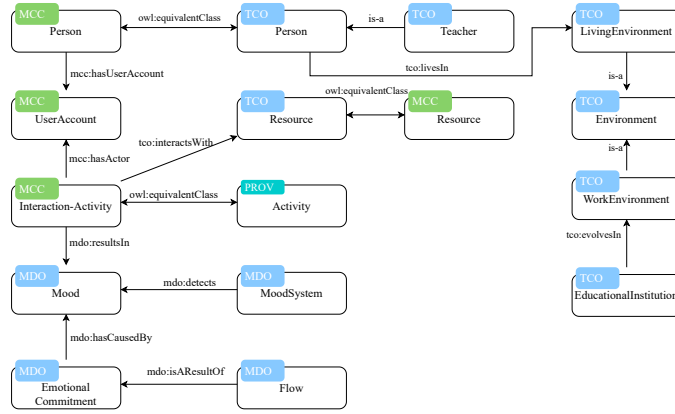 MCC
Person
owl:equivalentClass
TCO
Person
is-a
TCO
Teacher
TCO
LivingEnvironment
tco:livesIn
mcc:hasUserAccount
is-a
MCC
UserAccount
TCO
Resource
owl:equivalentClass
MCC
Resource
TCO
Environment
mcc:hasActor
tco:interactsWith
is-a
MCC
Interaction-Activity
owl:equivalentClass
PROV
Activity
TCO
WorkEnvironment
mdo:resultsIn
tco:evolvesIn
MDO
Mood
mdo:detects
MDO
MoodSystem
TCO
EducationalInstitution
mdo:hasCausedBy
MDO
Emotional
Commitment
mdo:isAResultOf
MDO
Flow